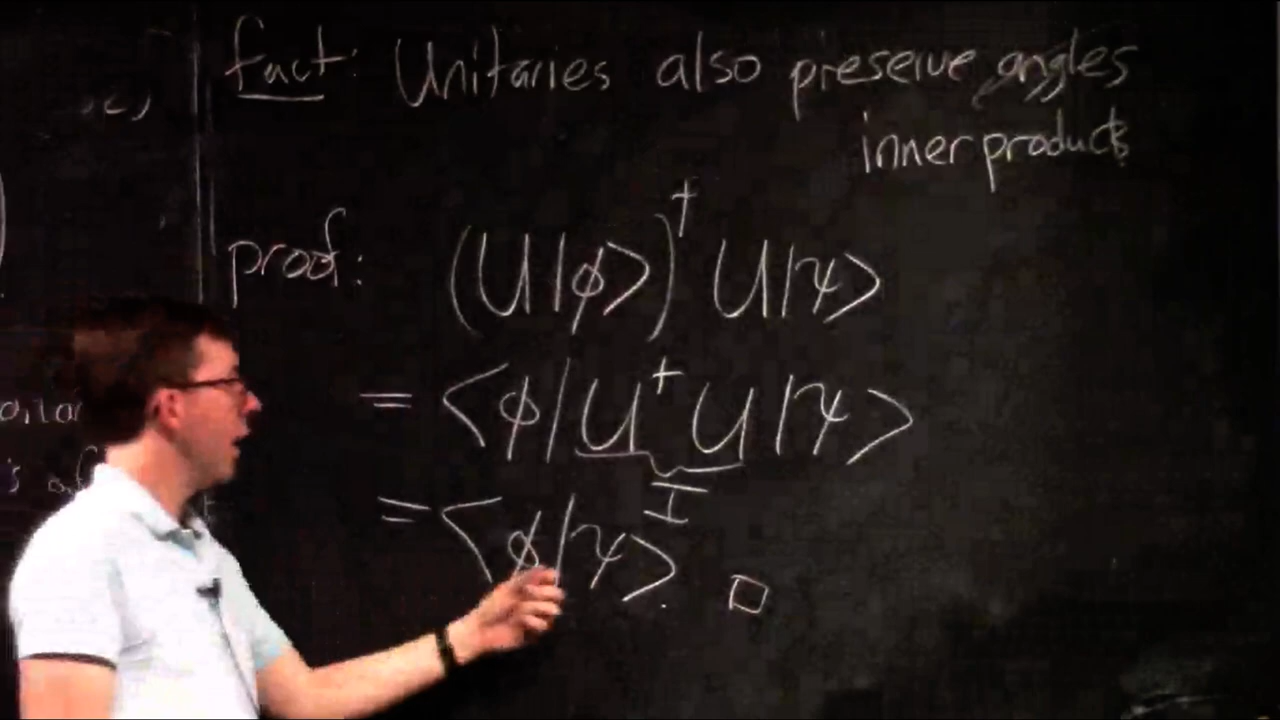 fact: Unitaries also preserve angles
inner products
proof: (U|ϕ⟩)† U|ψ⟩
= ⟨ϕ|U†U|ψ⟩
I
= ⟨ϕ|ψ⟩. □